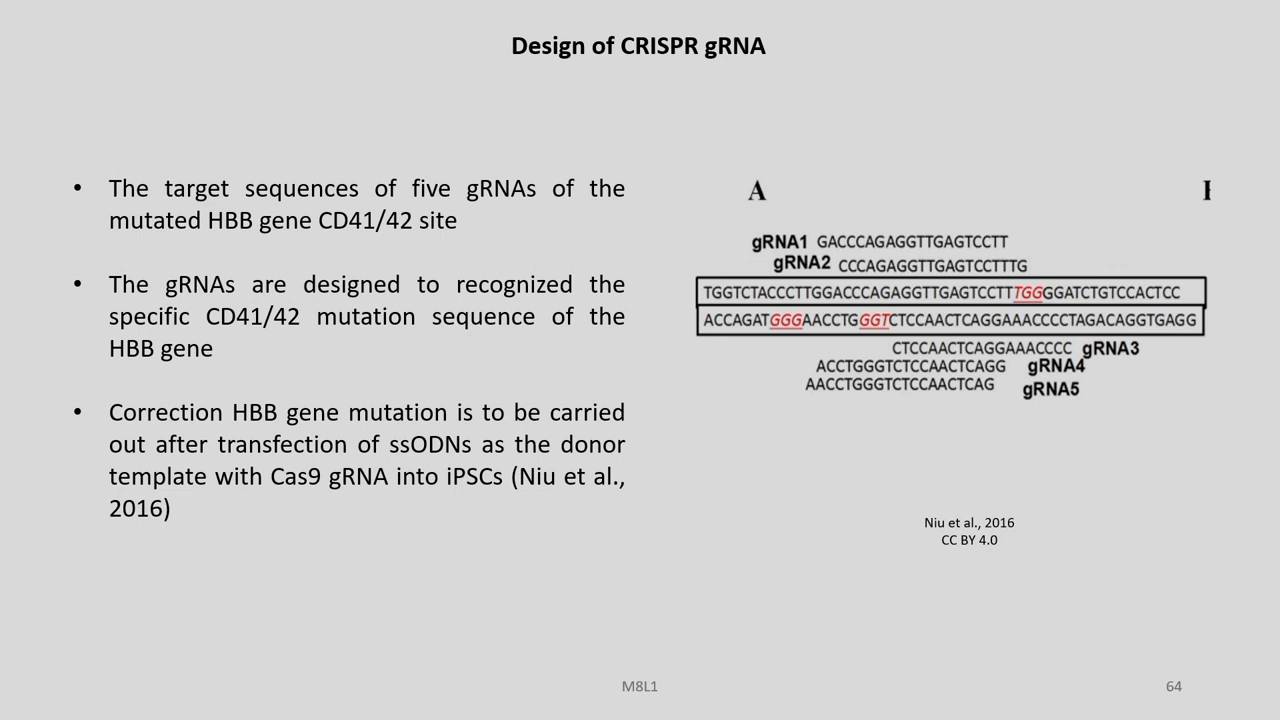 Design of CRISPR gRNA
• The target sequences of five gRNAs of the
mutated HBB gene CD41/42 site
• The gRNAs are designed to recognized the
specific CD41/42 mutation sequence of the
HBB gene
• Correction HBB gene mutation is to be carried
out after transfection of ssODNs as the donor
template with Cas9 gRNA into iPSCs (Niu et al.,
2016)
A
gRNA1 GACCCAGAGGTTGAGTCCTT
gRNA2 CCCAGAGGTTGAGTCCTTTG
TGGTCTACCCTTGGACCCAGAGGTTGAGTCCTTTGGGGATCTGTCCACTCC
ACCAGATGGGAACCTGGGTCTCCAACTCAGGAAACCCCTAGACAGGTGAGG
CTCCAACTCAGGAAACCCC gRNA3
ACCTGGGTCTCCAACTCAGG gRNA4
AACCTGGGTCTCCAACTCAG gRNA5
Niu et al., 2016
CC BY 4.0
M8L1
64